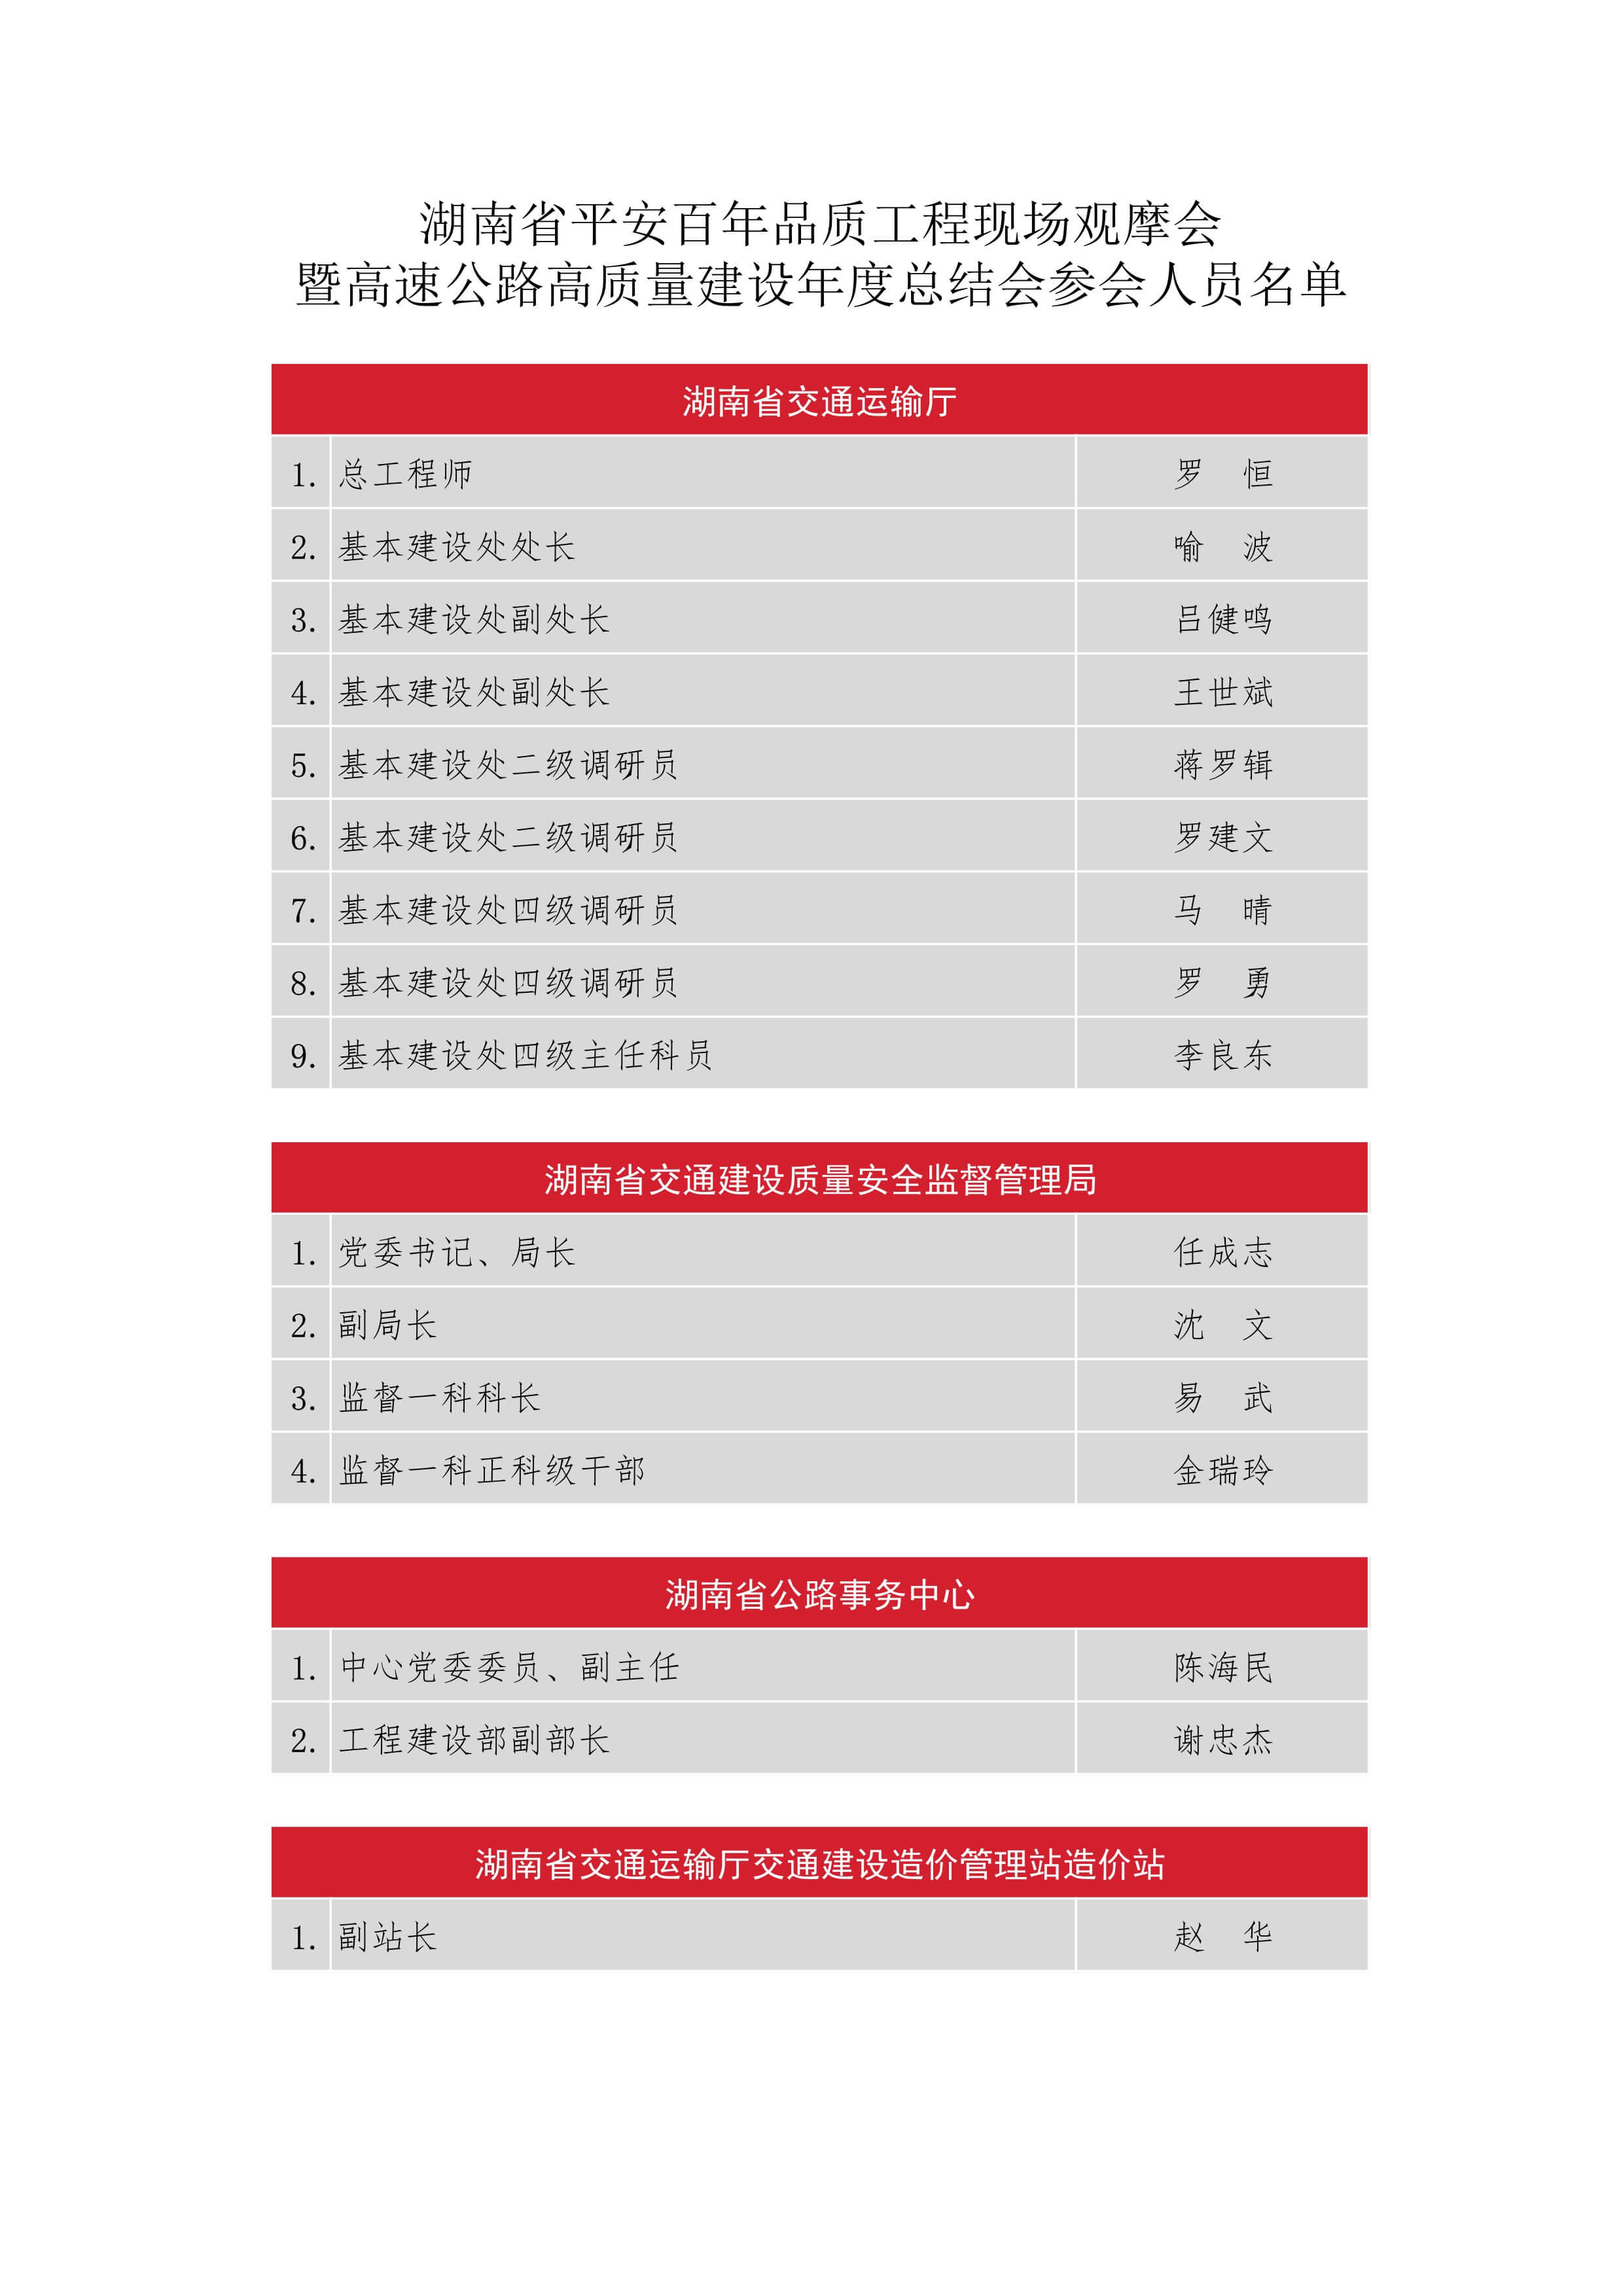 湖南省平安百年品质工程现场观摩会
暨高速公路高质量建设年度总结会参会人员名单
湖南省交通运输厅
1. 总工程师 罗　恒
2. 基本建设处处长 喻　波
3. 基本建设处副处长 吕健鸣
4. 基本建设处副处长 王世斌
5. 基本建设处二级调研员 蒋罗辑
6. 基本建设处二级调研员 罗建文
7. 基本建设处四级调研员 马　晴
8. 基本建设处四级调研员 罗　勇
9. 基本建设处四级主任科员 李良东
湖南省交通建设质量安全监督管理局
1. 党委书记、局长 任成志
2. 副局长 沈　文
3. 监督一科科长 易　武
4. 监督一科正科级干部 金瑞玲
湖南省公路事务中心
1. 中心党委委员、副主任 陈海民
2. 工程建设部副部长 谢忠杰
湖南省交通运输厅交通建设造价管理站造价站
1. 副站长 赵　华